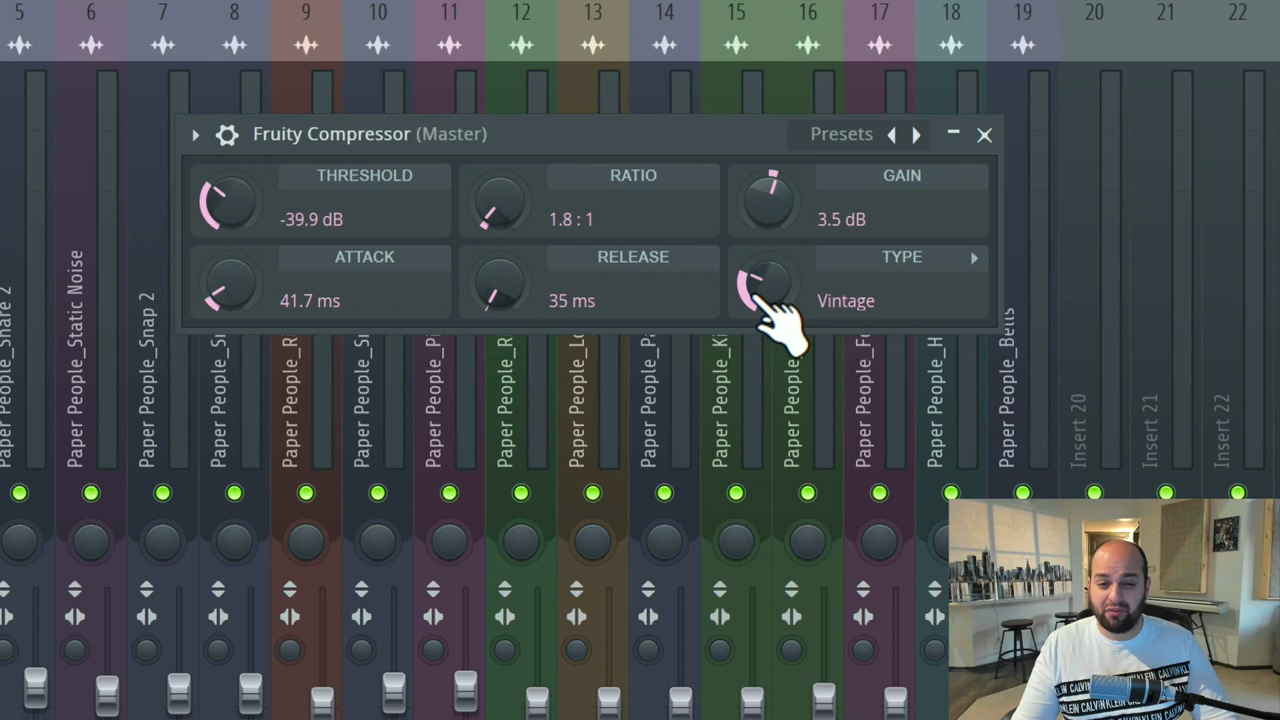 5 6 7 8 9 10 11 12 13 14 15 16 17 18 19 20 21 22
Fruity Compressor (Master) Presets
THRESHOLD RATIO GAIN
-39.9 dB 1.8 : 1 3.5 dB
ATTACK RELEASE TYPE
41.7 ms 35 ms Vintage
Paper People_Snare 2
Paper People_Static Noise
Paper People_Snap 2
Paper People_S
Paper People_R
Paper People_S
Paper People_P
Paper People_R
Paper People_L
Paper People_P
Paper People_Ki
Paper People
Paper People_F
Paper People_H
Paper People_Bells
Insert 20
Insert 21
Insert 22
CALVIN KLEIN